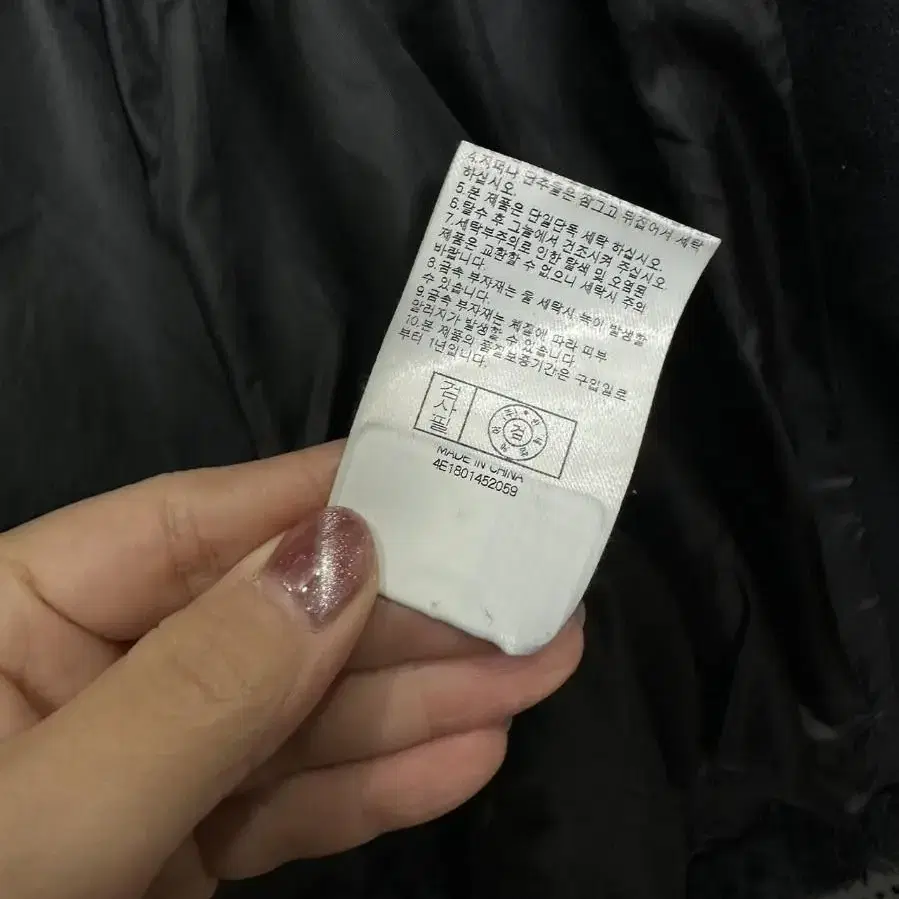 4.지퍼나 단추들은 잠그고 뒤집어서 세탁
하십시오.
5.본 제품은 단일단독 세탁 하십시오.
6.탈수 후 그늘에서 건조시켜 주십시오.
7.세탁부주의로 인한 탈색 및 오염된
제품은 교환할 수 없으니 세탁시 주의
바랍니다.
8.금속 부자재는 물 세탁시 녹이 발생할
수 있습니다.
9.금속 부자재는 체질에 따라 피부
알러지가 발생할 수 있습니다.
10.본 제품의 품질 보증기간은 구입일로
부터 1년입니다.
검사필
검
MADE IN CHINA
4E1801452059